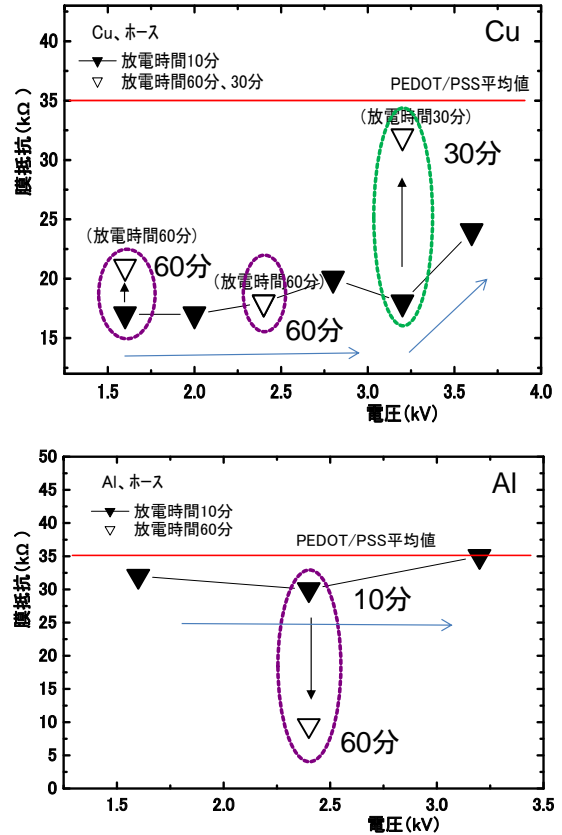 Cu、ホース
Cu
放電時間10分
放電時間60分、30分
PEDOT/PSS平均値
(放電時間30分)
30分
(放電時間60分)
60分
(放電時間60分)
60分
膜抵抗(kΩ)
40
35
30
25
20
15
1.5
2.0
2.5
3.0
3.5
4.0
電圧(kV)
Al、ホース
Al
放電時間10分
放電時間60分
PEDOT/PSS平均値
10分
60分
膜抵抗(kΩ)
50
45
40
35
30
25
20
15
10
5
0
1.5
2.0
2.5
3.0
3.5
電圧(kV)